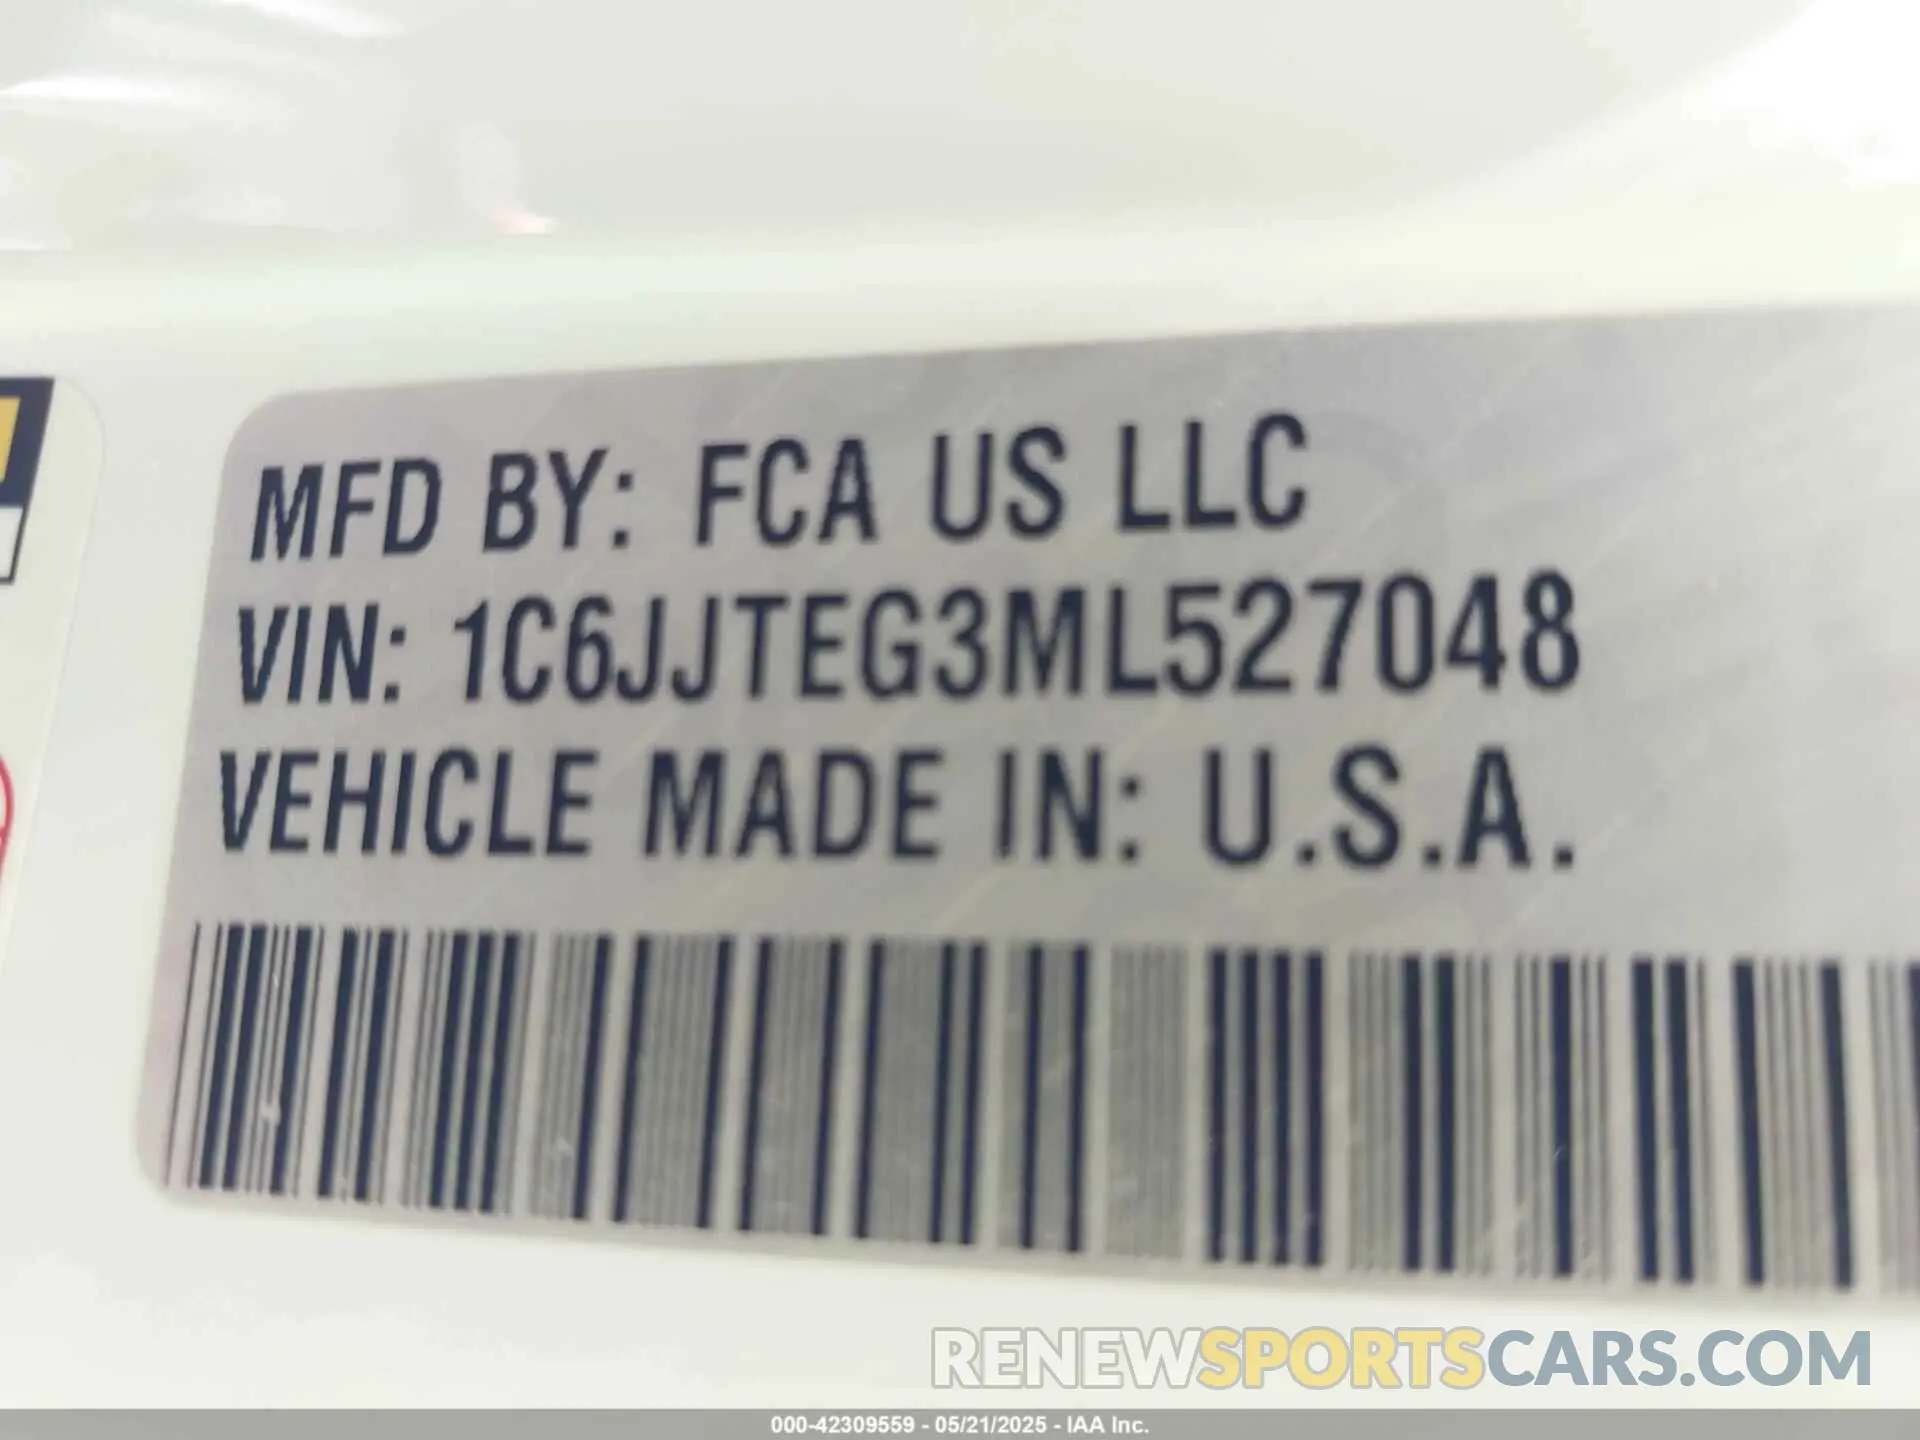 MFD BY: FCA US LLC
VIN: 1C6JJTEG3ML527048
VEHICLE MADE IN: U.S.A.
RENEWSPORTSCARS.COM
000-42309559 - 05/21/2025 - IAA Inc.